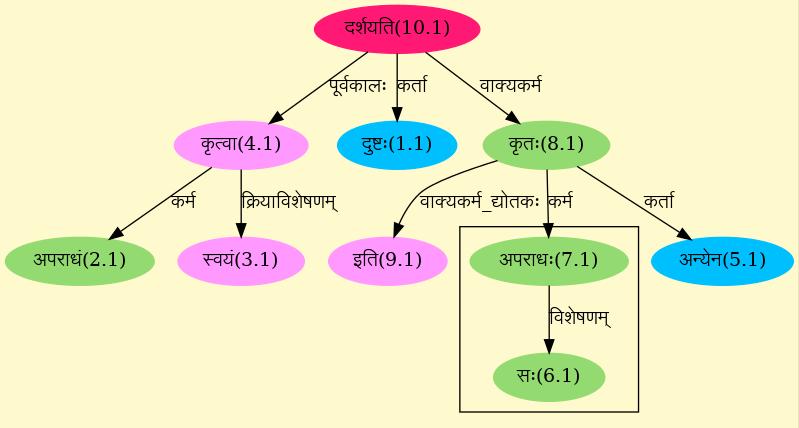 दर्शयति(10.1)
पूर्वकालः कर्ता वाक्यकर्म
कृत्वा(4.1) दुष्टः(1.1) कृतः(8.1)
कर्म क्रियाविशेषणम् वाक्यकर्म_द्योतकः कर्म कर्ता
अपराधं(2.1) स्वयं(3.1) इति(9.1) अपराधः(7.1) अन्येन(5.1)
विशेषणम्
सः(6.1)